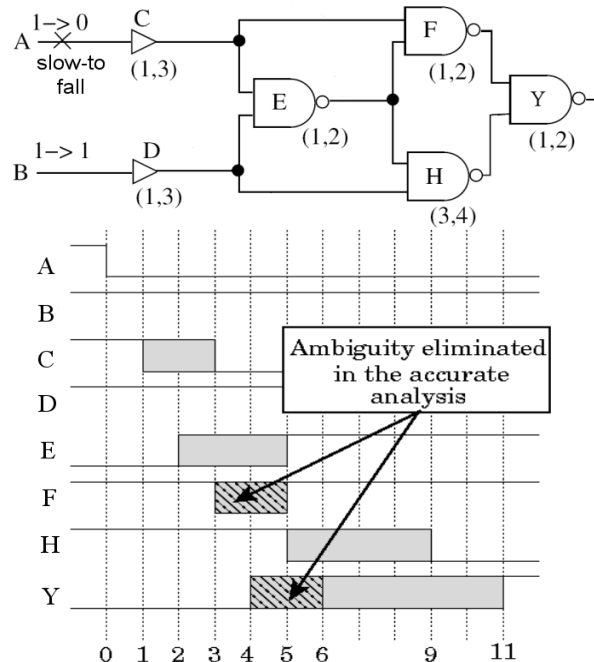 1–>0
C
A
slow-to
fall
(1,3)
F
(1,2)
E
(1,2)
Y
(1,2)
1–>1
D
B
(1,3)
H
(3,4)
A
B
C
Ambiguity eliminated
in the accurate
analysis
D
E
F
H
Y
0 1 2 3 4 5 6 9 11